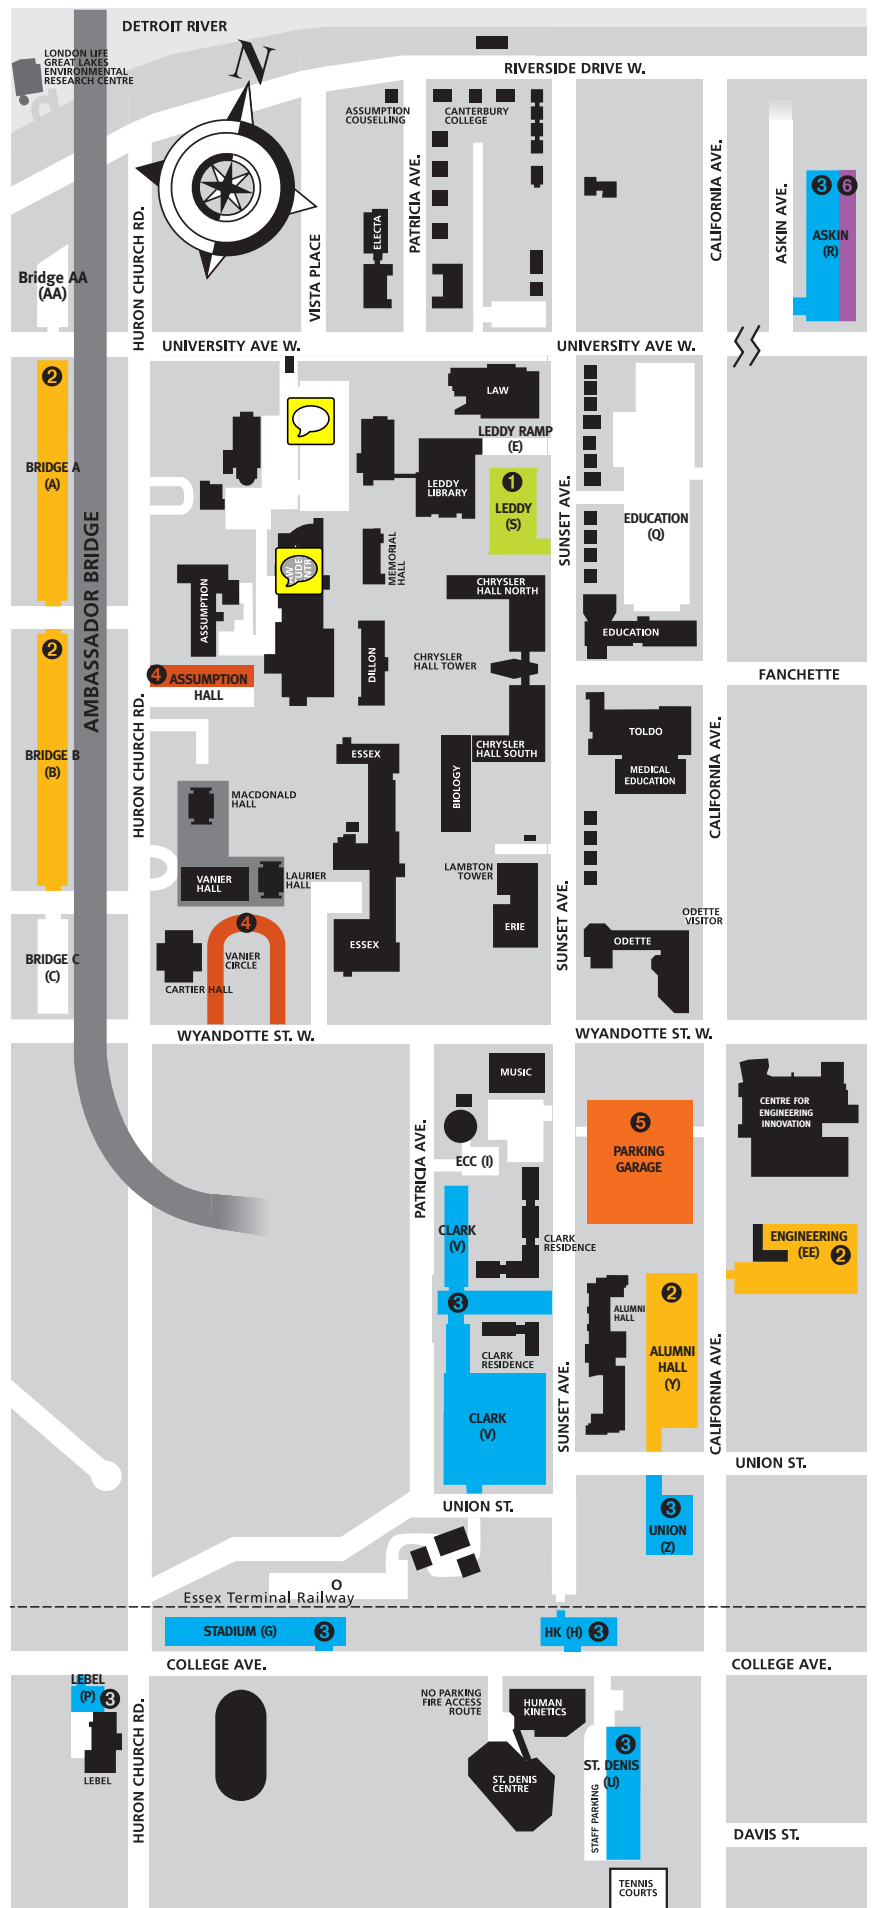 DETROIT RIVER
LONDON LIFE
GREAT LAKES
ENVIRONMENTAL
RESEARCH CENTRE
N
RIVERSIDE DRIVE W.
ASSUMPTION
COUSELLING
CANTERBURY
COLLEGE
HURON CHURCH RD.
VISTA PLACE
PATRICIA AVE.
CALIFORNIA AVE.
ASKIN AVE.
ELECTA
3
6
ASKIN
(R)
Bridge AA
(AA)
UNIVERSITY AVE W.
UNIVERSITY AVE W.
2
BRIDGE A
(A)
AMBASSADOR BRIDGE
LAW
LEDDY RAMP
(E)
LEDDY
LIBRARY
1
LEDDY
(S)
SUNSET AVE.
EDUCATION
(Q)
MEMORIAL
HALL
ASSUMPTION
CHRYSLER
HALL NORTH
EDUCATION
2
BRIDGE B
(B)
4
ASSUMPTION
HALL
DILLON
CHRYSLER
HALL TOWER
FANCHETTE
HURON CHURCH RD.
ESSEX
CHRYSLER
HALL SOUTH
BIOLOGY
TOLDO
MEDICAL
EDUCATION
CALIFORNIA AVE.
MACDONALD
HALL
VANIER
HALL
LAURIER
HALL
LAMBTON
TOWER
ERIE
SUNSET AVE.
ODETTE
VISITOR
ODETTE
BRIDGE C
(C)
4
VANIER
CIRCLE
CARTIER HALL
ESSEX
WYANDOTTE ST. W.
WYANDOTTE ST. W.
MUSIC
PATRICIA AVE.
ECC (I)
5
PARKING
GARAGE
CENTRE FOR
ENGINEERING
INNOVATION
CLARK
(V)
CLARK
RESIDENCE
ENGINEERING
(EE)
2
3
2
ALUMNI
HALL
ALUMNI
HALL
(Y)
CLARK
RESIDENCE
CLARK
(V)
SUNSET AVE.
CALIFORNIA AVE.
UNION ST.
UNION ST.
3
UNION
(Z)
O
Essex Terminal Railway
STADIUM (G)
3
HK (H)
3
COLLEGE AVE.
COLLEGE AVE.
LEBEL
(P)
3
LEBEL
HURON CHURCH RD.
NO PARKING
FIRE ACCESS
ROUTE
HUMAN
KINETICS
ST. DENIS
CENTRE
3
ST. DENIS
(U)
STAFF PARKING
DAVIS ST.
TENNIS
COURTS